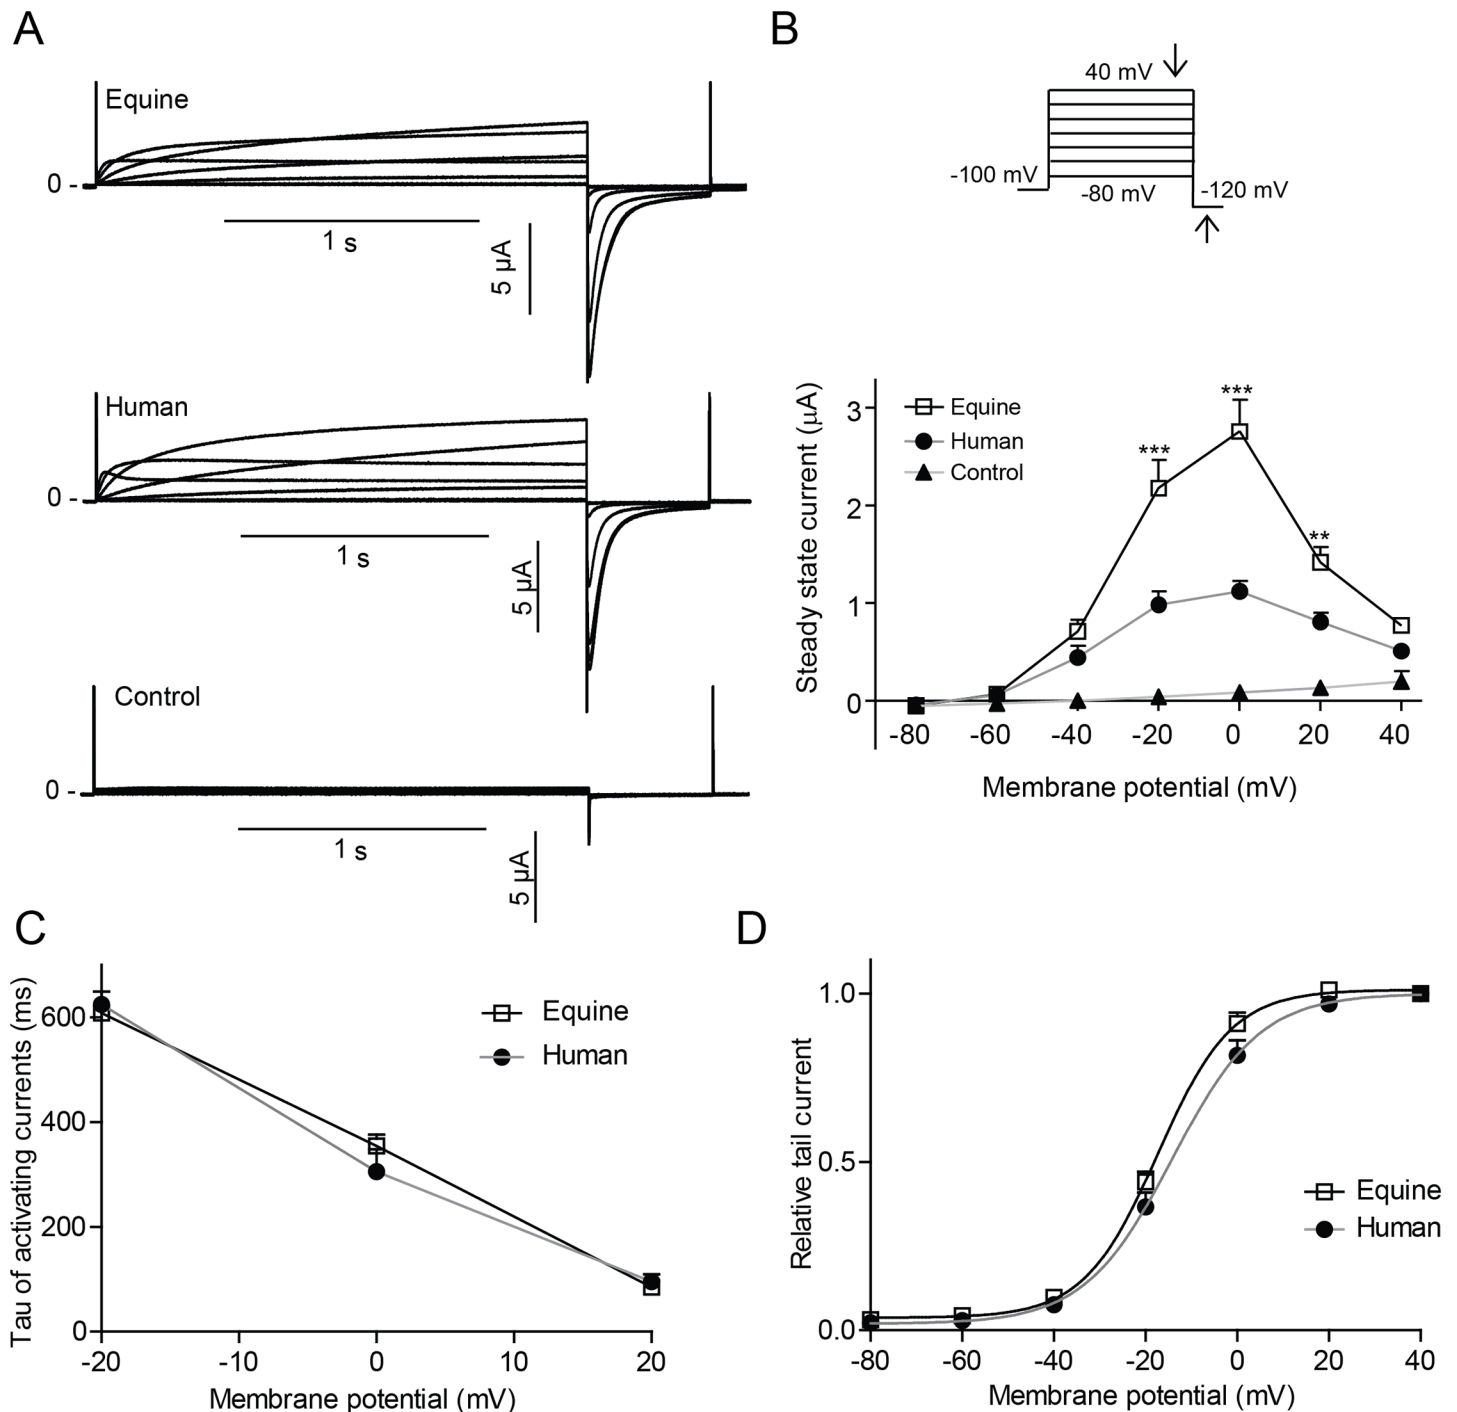 A
Equine
0 -
1 s
5 µA
Human
0 -
1 s
5 µA
Control
0 -
1 s
5 µA
B
40 mV
-100 mV
-80 mV
-120 mV
Steady state current (µA)
3
2
1
0
Equine
Human
Control
***
***
**
-80 -60 -40 -20 0 20 40
Membrane potential (mV)
C
Tau of activating currents (ms)
600
400
200
0
Equine
Human
-20 -10 0 10 20
Membrane potential (mV)
D
Relative tail current
1.0
0.5
0.0
Equine
Human
-80 -60 -40 -20 0 20 40
Membrane potential (mV)